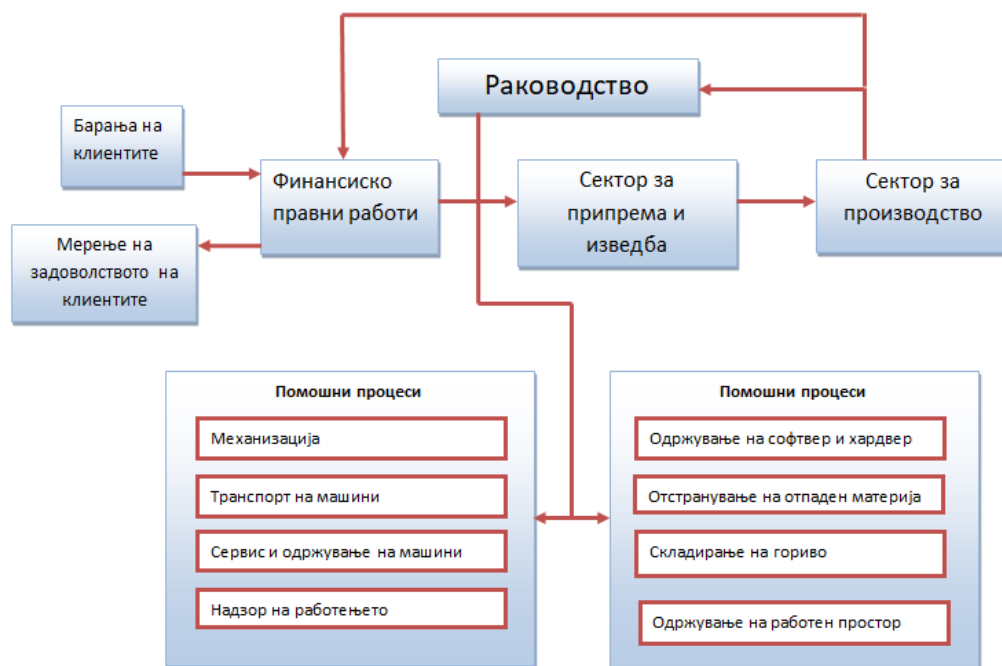 Раководство
Барања на
клиентите
Финансиско
правни работи
Сектор за
припрема и
изведба
Сектор за
производство
Мерење на
задоволството на
клиентите
Помошни процеси
Механизација
Транспорт на машини
Сервис и одржување на машини
Надзор на работењето
Помошни процеси
Одржување на софтвер и хардвер
Отстранување на отпаден материја
Складирање на гориво
Одржување на работен простор